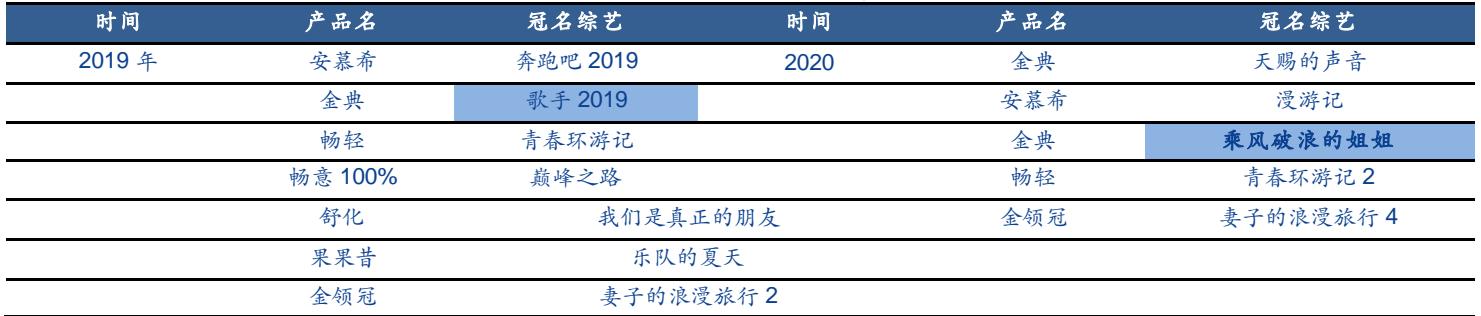 时间 产品名 冠名综艺 时间 产品名 冠名综艺
2019 年 安慕希 奔跑吧 2019 2020 金典 天赐的声音
金典 歌手 2019 安慕希 漫游记
畅轻 青春环游记 金典 乘风破浪的姐姐
畅意 100% 巅峰之路 畅轻 青春环游记 2
舒化 我们是真正的朋友 金领冠 妻子的浪漫旅行 4
果果昔 乐队的夏天
金领冠 妻子的浪漫旅行 2